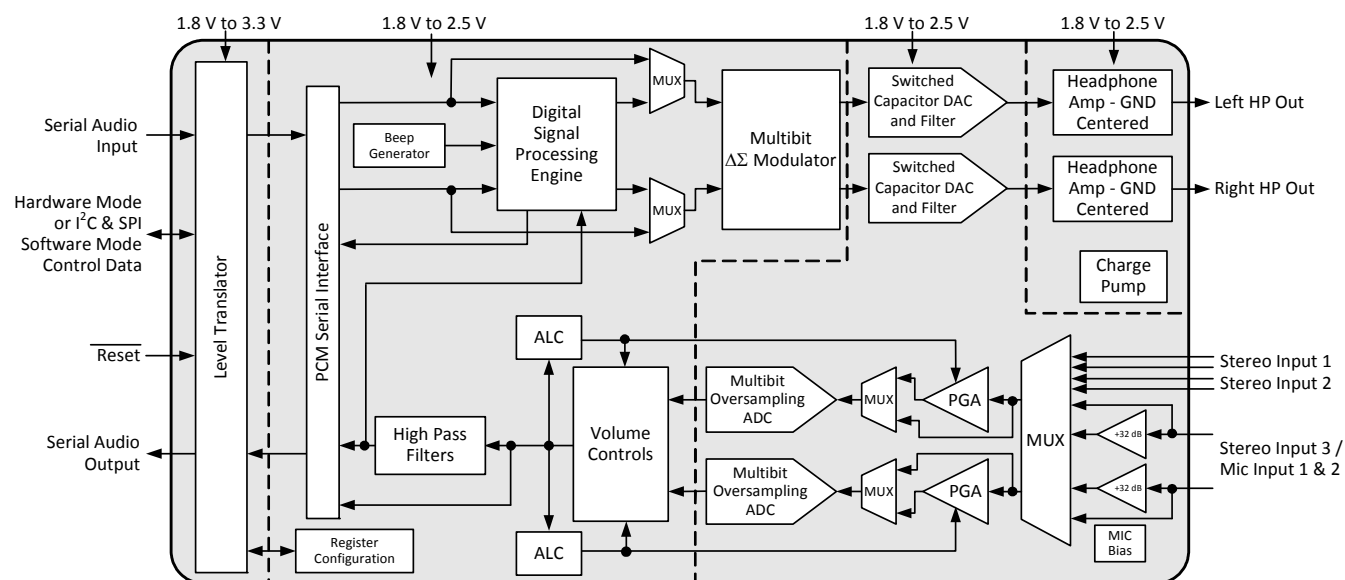 1.8 V to 3.3 V
1.8 V to 2.5 V
1.8 V to 2.5 V
1.8 V to 2.5 V
Serial Audio
Input
Hardware Mode
or I²C & SPI
Software Mode
Control Data
Reset
Serial Audio
Output
Level Translator
PCM Serial Interface
Beep
Generator
Digital
Signal
Processing
Engine
MUX
MUX
Multibit
ΔΣ Modulator
Switched
Capacitor DAC
and Filter
Switched
Capacitor DAC
and Filter
Headphone
Amp - GND
Centered
Headphone
Amp - GND
Centered
Left HP Out
Right HP Out
Charge
Pump
ALC
ALC
High Pass
Filters
Volume
Controls
Multibit
Oversampling
ADC
Multibit
Oversampling
ADC
MUX
MUX
PGA
PGA
MUX
+32 dB
+32 dB
MIC
Bias
Stereo Input 1
Stereo Input 2
Stereo Input 3 /
Mic Input 1 & 2
Register
Configuration